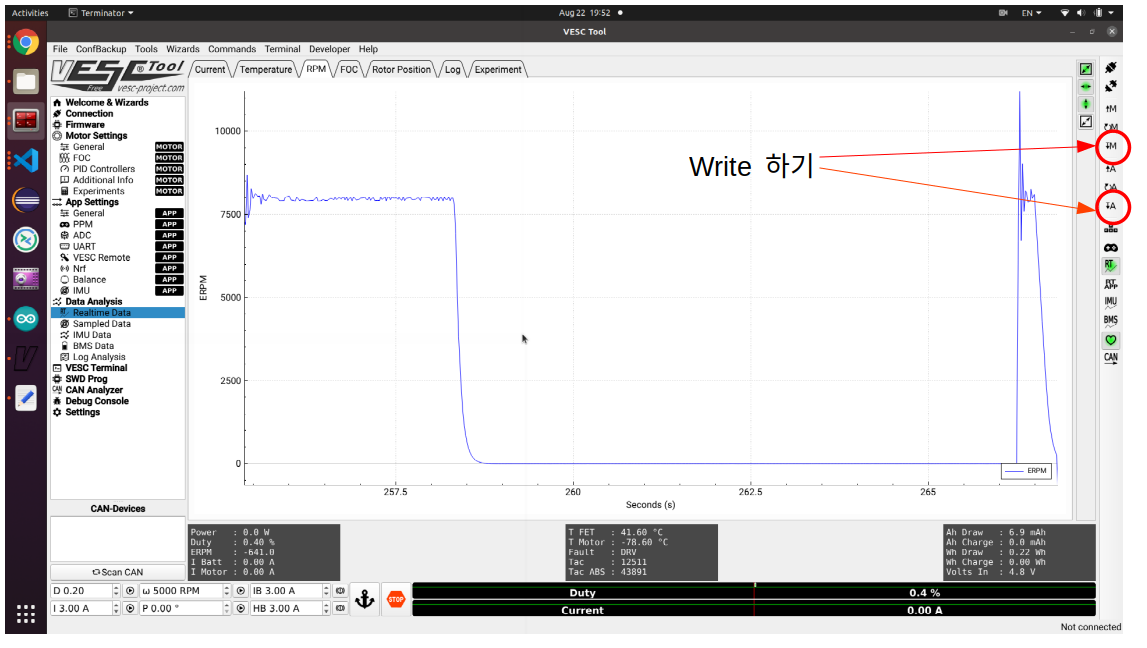 Activities Terminator Aug 22 19:52 EN
VESC Tool
File ConfBackup Tools Wizards Commands Terminal Developer Help
VESC ® Tool
Free vesc-project.com
Current Temperature RPM FOC Rotor Position Log Experiment
Welcome & Wizards
Connection
Firmware
Motor Settings
General MOTOR
FOC MOTOR
PID Controllers MOTOR
Additional Info MOTOR
Experiments MOTOR
App Settings
General APP
PPM APP
ADC APP
UART APP
VESC Remote APP
Nrf APP
Balance APP
IMU APP
Data Analysis
Realtime Data
Sampled Data
IMU Data
BMS Data
Log Analysis
VESC Terminal
SWD Prog
CAN Analyzer
Debug Console
Settings
CAN-Devices
Scan CAN
10000
7500
5000
2500
0
ERPM
257.5 260 262.5 265
Seconds (s)
ERPM
Write 하기
↑M
M
↓M
↑A
A
↓A
RT
RT
APP
IMU
BMS
CAN
Power : 0.0 W
Duty : 0.40 %
ERPM : -641.0
I Batt : 0.00 A
I Motor : 0.00 A
T FET : 41.60 °C
T Motor : -78.60 °C
Fault : DRV
Tac : 12511
Tac ABS : 43891
Ah Draw : 6.9 mAh
Ah Charge : 0.0 mAh
Wh Draw : 0.22 Wh
Wh Charge : 0.00 Wh
Volts In : 4.8 V
D 0.20 ω 5000 RPM IB 3.00 A
I 3.00 A P 0.00 ° HB 3.00 A
STOP
Duty 0.4 %
Current 0.00 A
Not connected